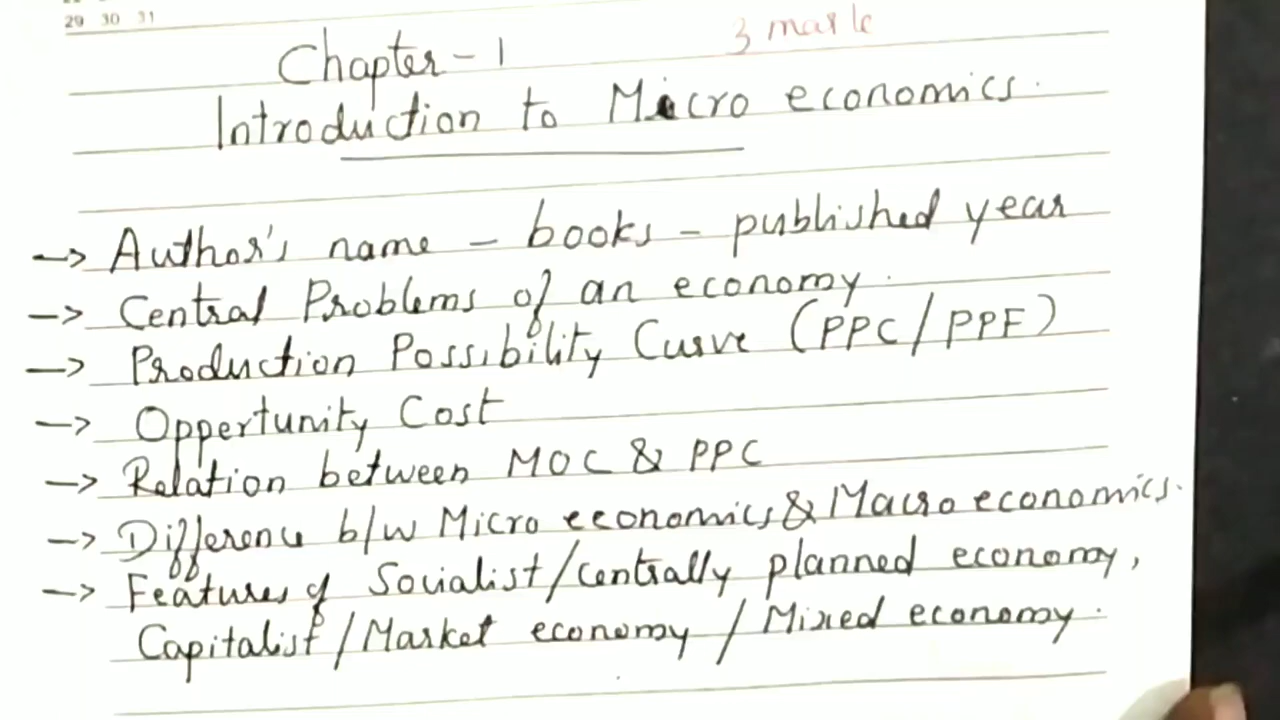 29 30 31
3 mark
Chapter - 1
Introduction to Micro economics.
-> Author's name - books - published year
-> Central Problems of an economy.
-> Production Possibility Curve (PPC/PPF)
-> Oppertunity Cost
-> Relation between MOC & PPC
-> Difference b/w Micro economics & Macro economics.
-> Features of Socialist/centrally planned economy,
Capitalist/Market economy/Mixed economy.